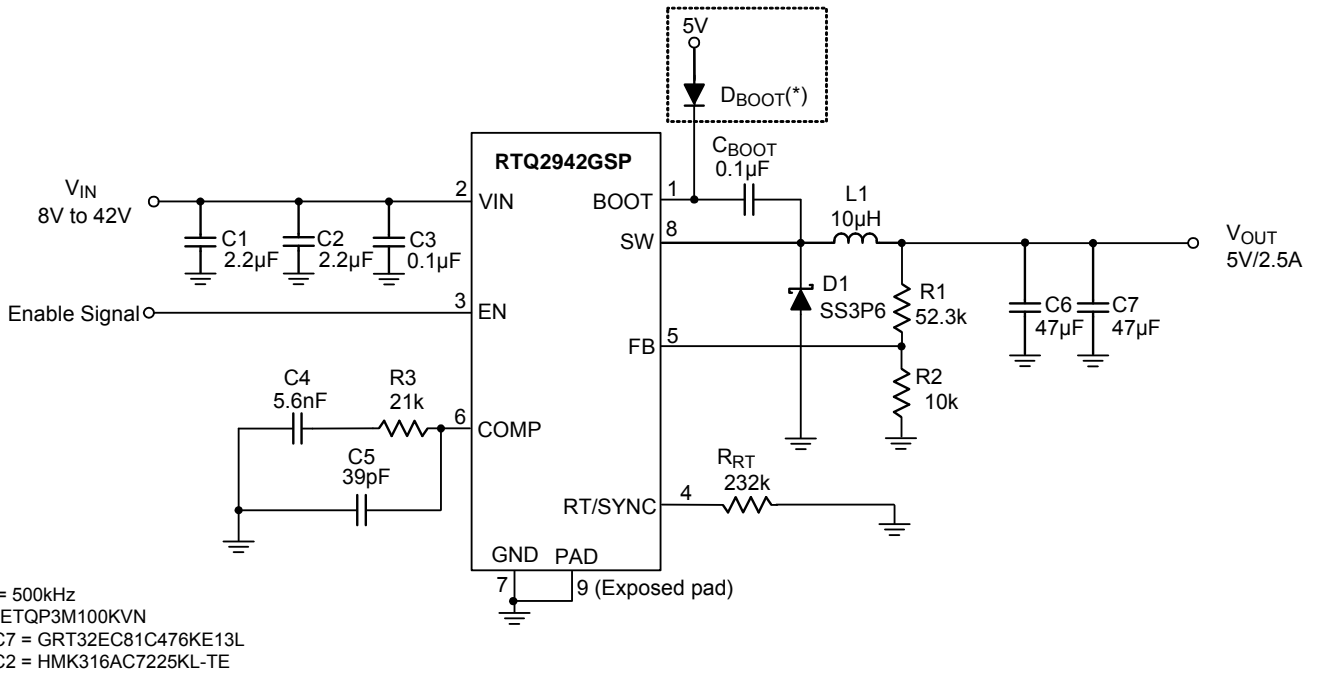 5V
DBOOT(*)
RTQ2942GSP
CBOOT
0.1µF
VIN
8V to 42V
2
VIN
BOOT
1
L1
10µH
SW
8
VOUT
5V/2.5A
C1
2.2µF
C2
2.2µF
C3
0.1µF
D1
SS3P6
R1
52.3k
C6
47µF
C7
47µF
Enable Signal
3
EN
FB
5
R2
10k
C4
5.6nF
R3
21k
6
COMP
C5
39pF
RRT
232k
RT/SYNC
4
GND
PAD
7
9 (Exposed pad)
= 500kHz
ETQP3M100KVN
C7 = GRT32EC81C476KE13L
C2 = HMK316AC7225KL-TE